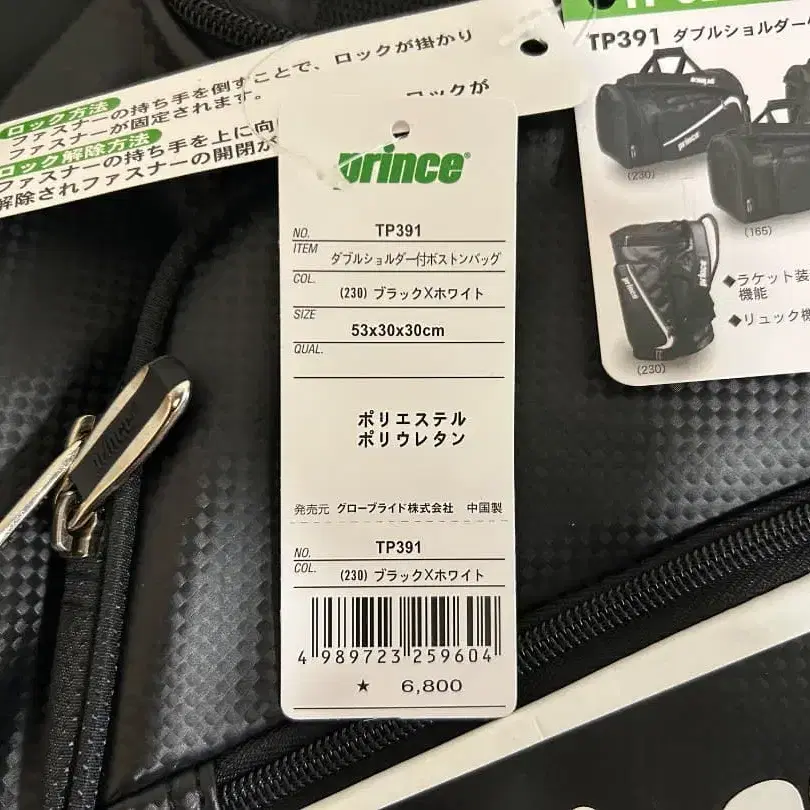 ロック方法
ファスナーの持ち手を倒すことで、ロックが掛かり
ファスナーが固定されます。
ロックが
ロック解除方法
ファスナーの持ち手を上に向
解除されファスナーの開閉が
TP391 ダブルショルダー
(230)
(165)
(230)
prince
◆ラケット装
機能
◆リュック機
prince®
NO. TP391
ITEM ダブルショルダー付ボストンバッグ
COL. (230) ブラックXホワイト
SIZE 53x30x30cm
QUAL.
ポリエステル
ポリウレタン
発売元 グローブライド株式会社 中国製
NO. TP391
COL. (230) ブラックXホワイト
4 989723 259604
★ 6,800
prince